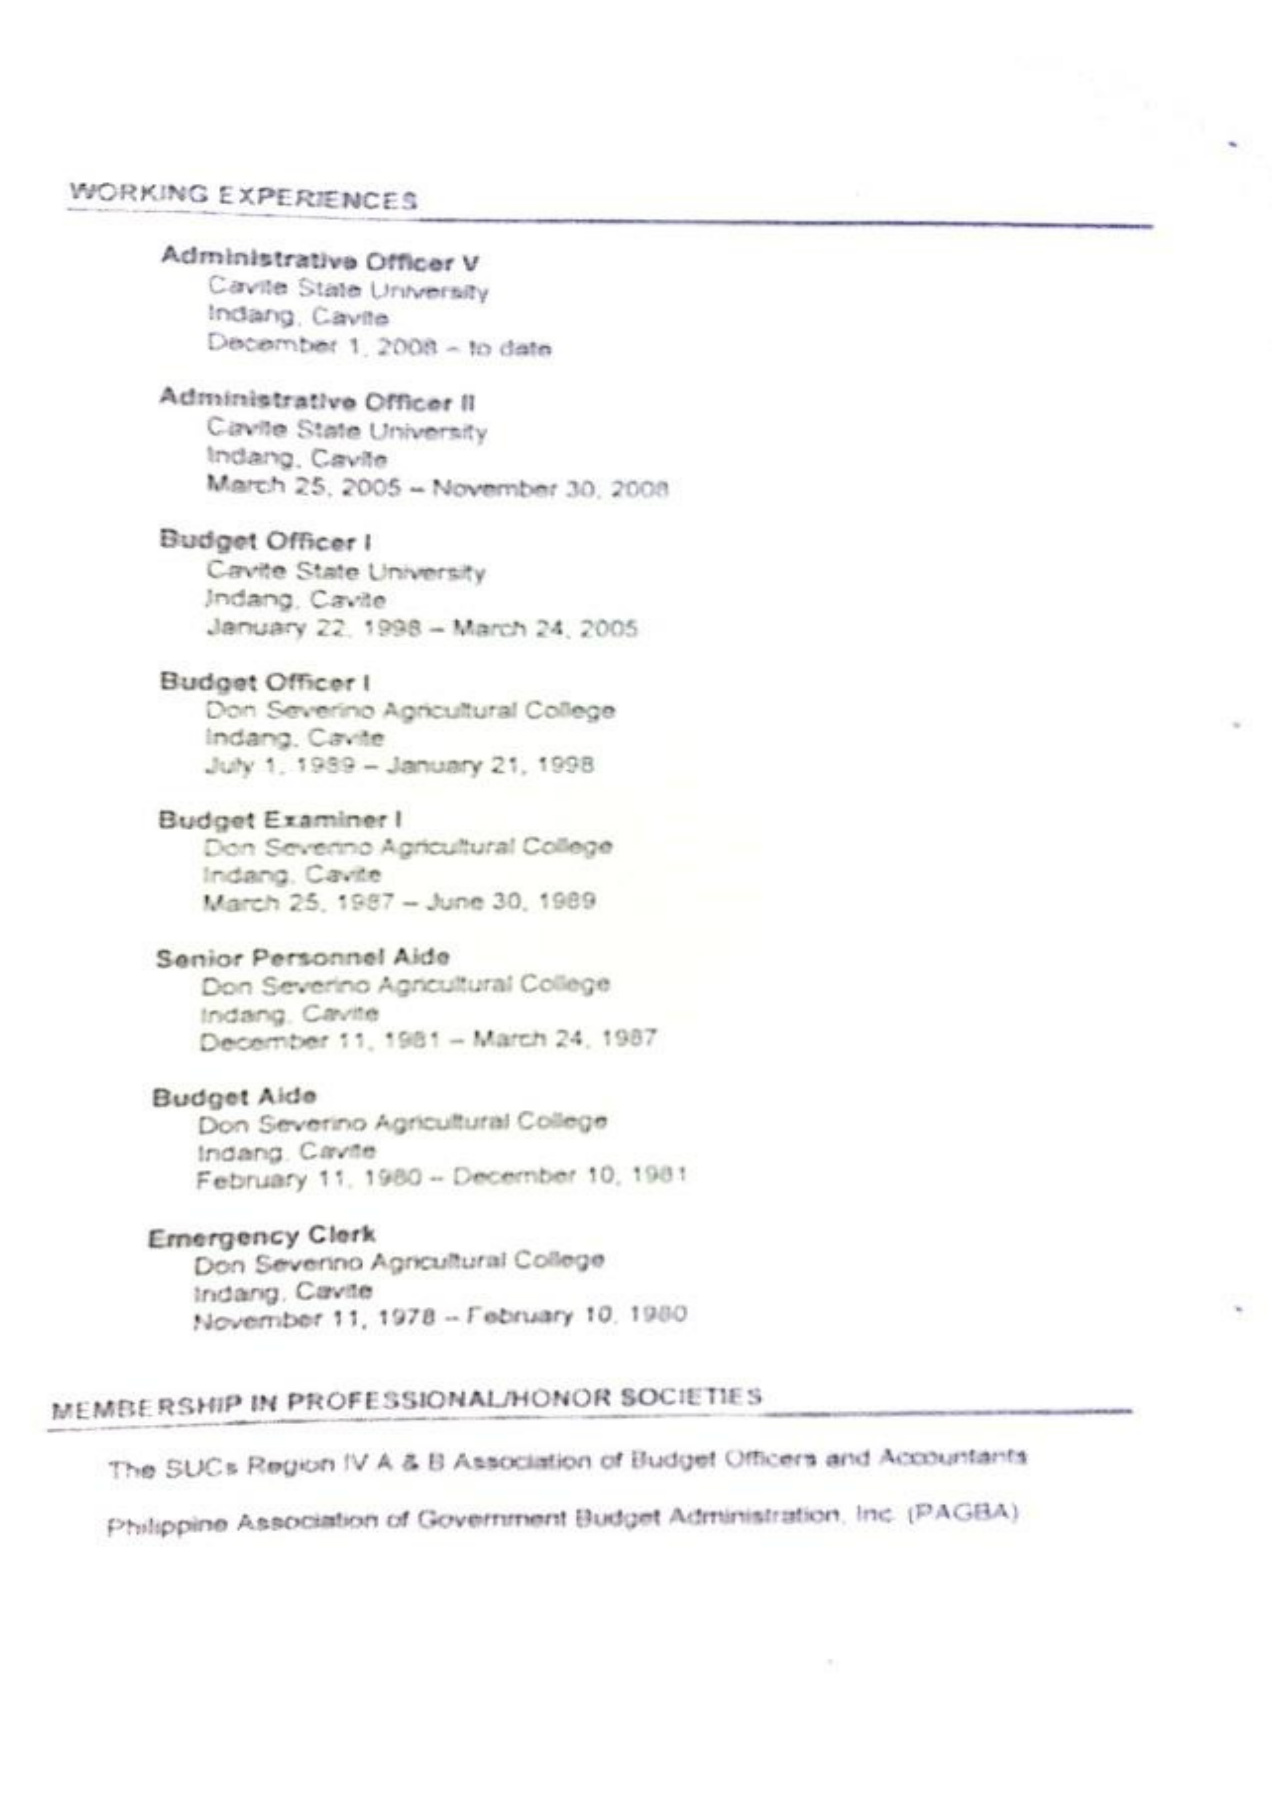 WORKING EXPERIENCES
Administrative Officer V
Cavite State University
Indang, Cavite
December 1, 2008 – to date
Administrative Officer II
Cavite State University
Indang, Cavite
March 25, 2005 – November 30, 2008
Budget Officer I
Cavite State University
Indang, Cavite
January 22, 1998 – March 24, 2005
Budget Officer I
Don Severino Agricultural College
Indang, Cavite
July 1, 1989 – January 21, 1998
Budget Examiner I
Don Severino Agricultural College
Indang, Cavite
March 25, 1987 – June 30, 1989
Senior Personnel Aide
Don Severino Agricultural College
Indang, Cavite
December 11, 1981 – March 24, 1987
Budget Aide
Don Severino Agricultural College
Indang, Cavite
February 11, 1980 – December 10, 1981
Emergency Clerk
Don Severino Agricultural College
Indang, Cavite
November 11, 1978 – February 10, 1980
MEMBERSHIP IN PROFESSIONAL/HONOR SOCIETIES
The SUCs Region IV A & B Association of Budget Officers and Accountants
Philippine Association of Government Budget Administration, Inc. (PAGBA)